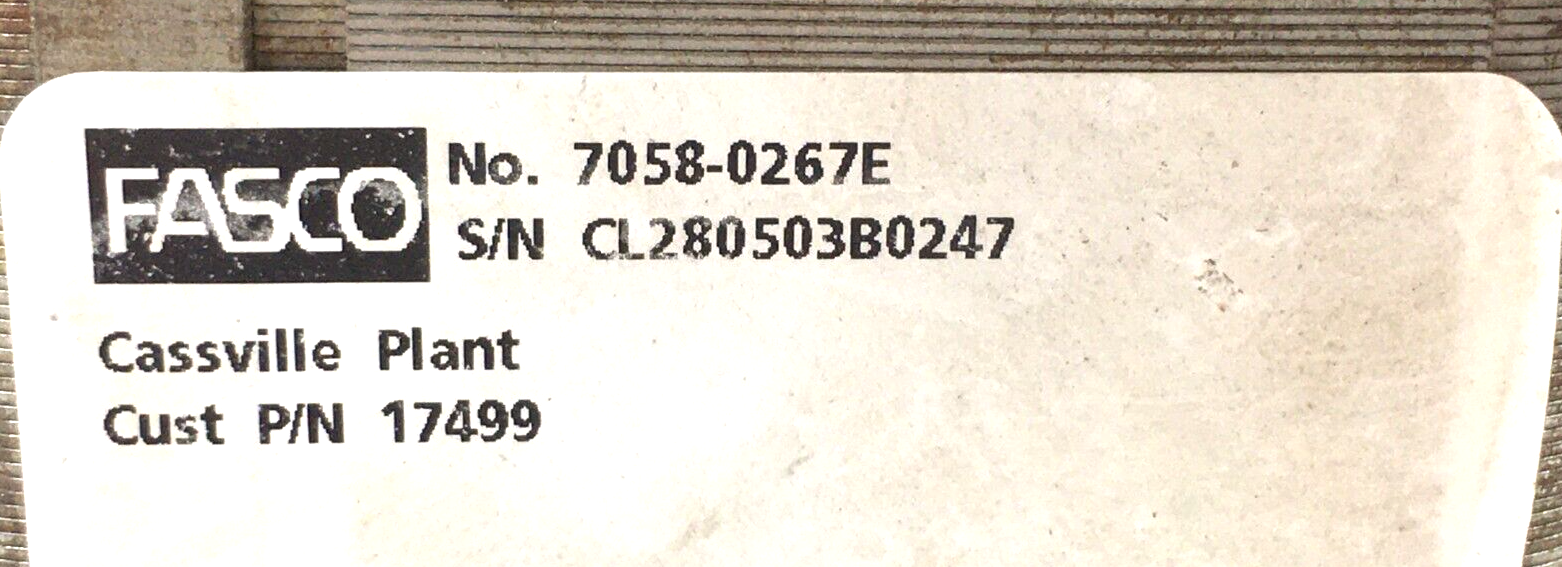 FASCO No. 7058-0267E
S/N CL280503B0247
Cassville Plant
Cust P/N 17499